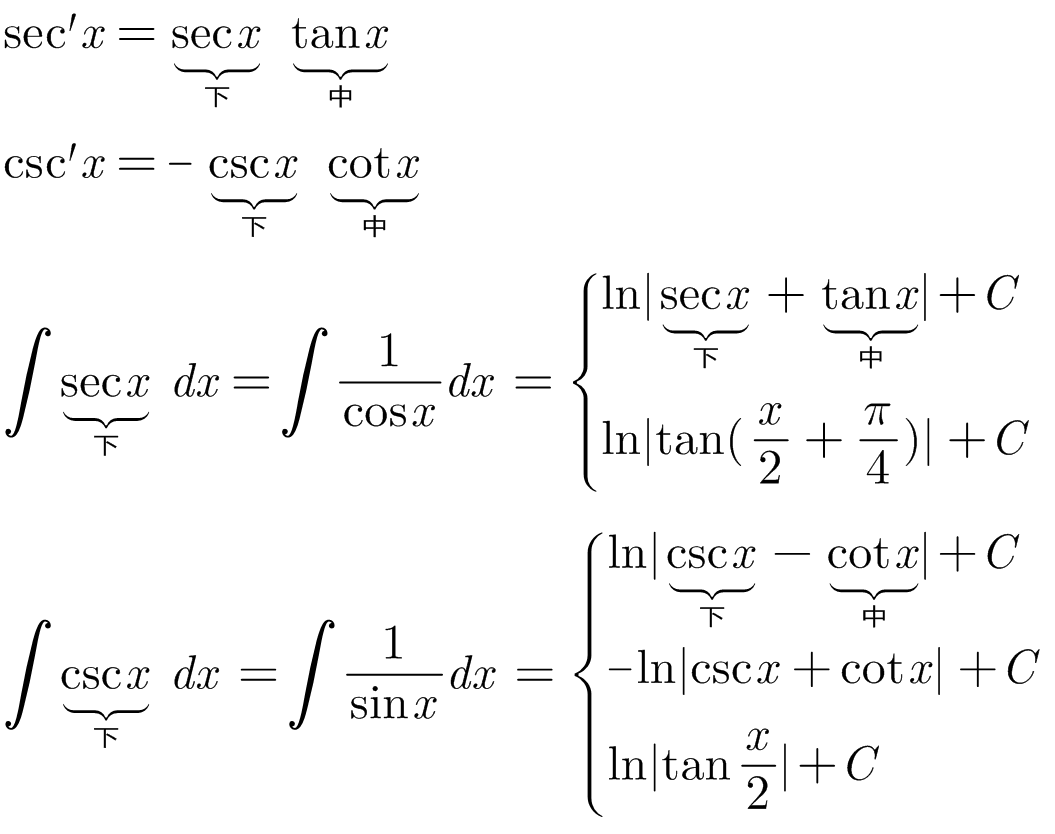 sec′x = sec x tan x
下 中
csc′x = − csc x cot x
下 中
∫ sec x dx = ∫ 1/cos x dx = { ln|sec x + tan x| + C
下 下 中
ln|tan(x/2 + π/4)| + C
∫ csc x dx = ∫ 1/sin x dx = { ln|csc x − cot x| + C
下 下 中
−ln|csc x + cot x| + C
ln|tan x/2| + C